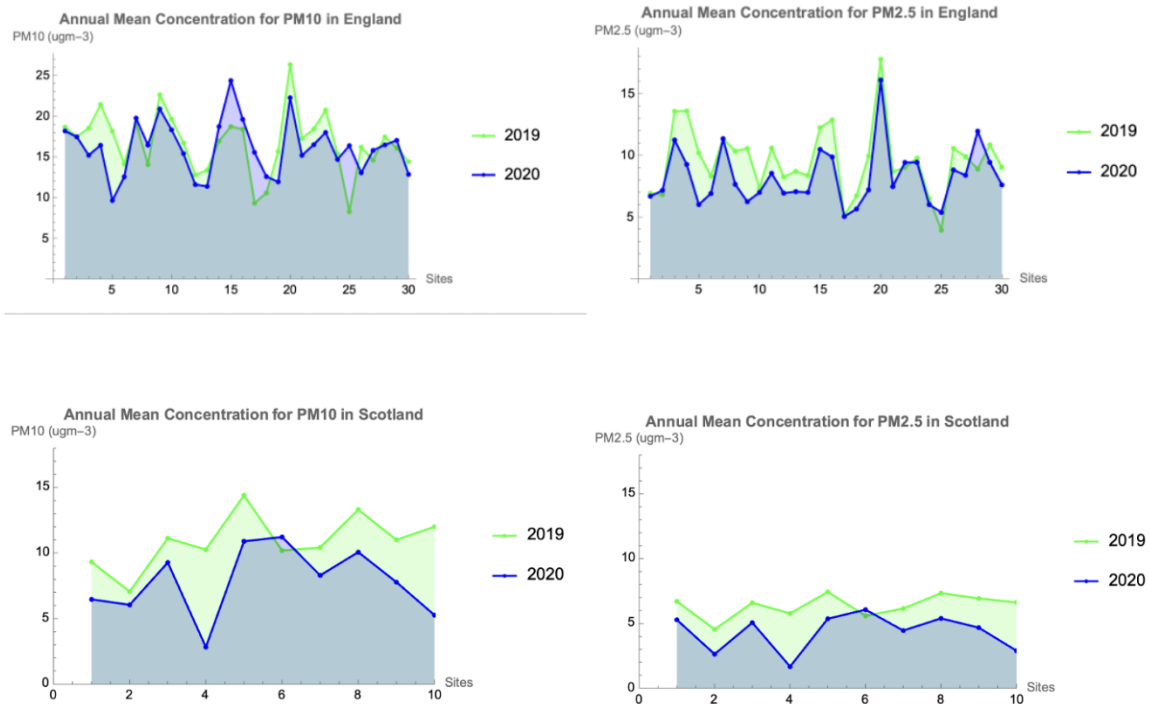 Annual Mean Concentration for PM10 in England
PM10 (ugm−3)
25
20
15
10
5
5 10 15 20 25 30
Sites
2019
2020
Annual Mean Concentration for PM2.5 in England
PM2.5 (ugm−3)
15
10
5
5 10 15 20 25 30
Sites
2019
2020
Annual Mean Concentration for PM10 in Scotland
PM10 (ugm−3)
15
10
5
0
0 2 4 6 8 10
Sites
2019
2020
Annual Mean Concentration for PM2.5 in Scotland
PM2.5 (ugm−3)
15
10
5
0
0 2 4 6 8 10
Sites
2019
2020